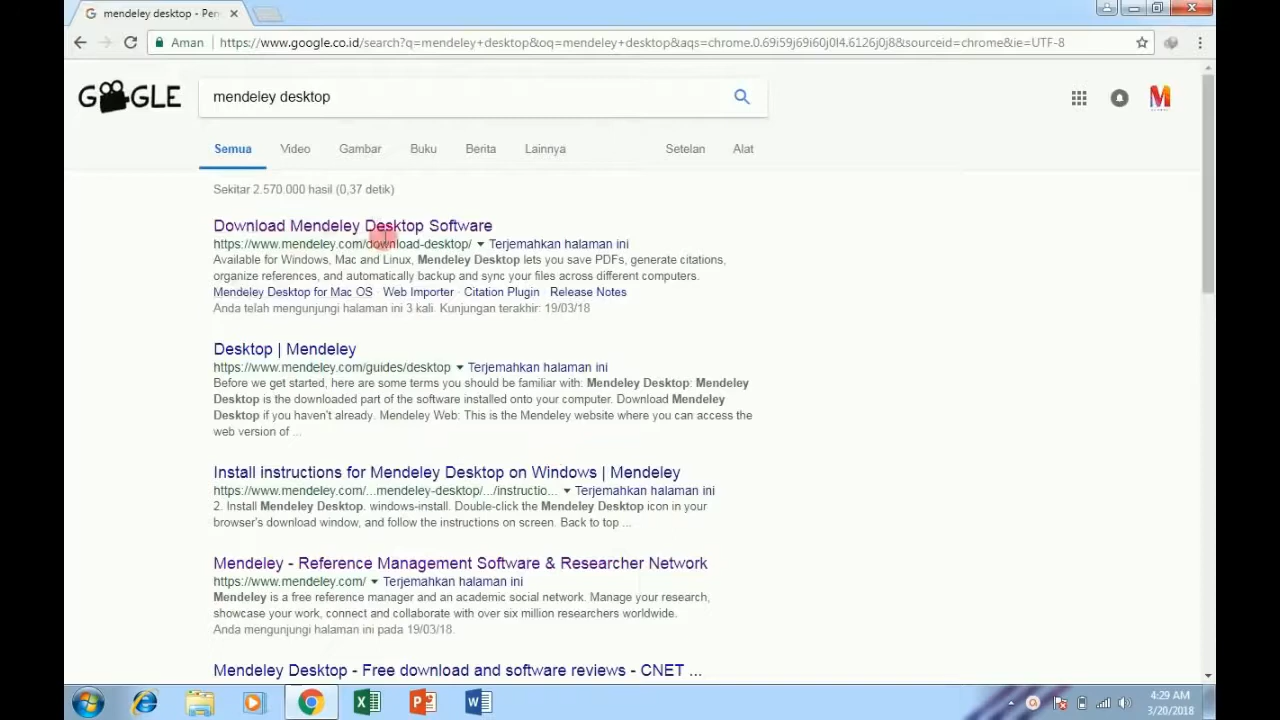 mendeley desktop - Pen
Aman
https://www.google.co.id/search?q=mendeley+desktop&oq=mendeley+desktop&aqs=chrome.0.69i59j69i60j0l4.6126j0j8&sourceid=chrome&ie=UTF-8
GOOGLE
mendeley desktop
Semua Video Gambar Buku Berita Lainnya Setelan Alat
Sekitar 2.570.000 hasil (0,37 detik)
Download Mendeley Desktop Software
https://www.mendeley.com/download-desktop/ Terjemahkan halaman ini
Available for Windows, Mac and Linux, Mendeley Desktop lets you save PDFs, generate citations,
organize references, and automatically backup and sync your files across different computers.
Mendeley Desktop for Mac OS · Web Importer · Citation Plugin · Release Notes
Anda telah mengunjungi halaman ini 3 kali. Kunjungan terakhir: 19/03/18
Desktop | Mendeley
https://www.mendeley.com/guides/desktop Terjemahkan halaman ini
Before we get started, here are some terms you should be familiar with: Mendeley Desktop: Mendeley
Desktop is the downloaded part of the software installed onto your computer. Download Mendeley
Desktop if you haven't already. Mendeley Web: This is the Mendeley website where you can access the
web version of ...
Install instructions for Mendeley Desktop on Windows | Mendeley
https://www.mendeley.com/...mendeley-desktop/.../instructio... Terjemahkan halaman ini
2. Install Mendeley Desktop. windows-install. Double-click the Mendeley Desktop icon in your
browser's download window, and follow the instructions on screen. Back to top ...
Mendeley - Reference Management Software & Researcher Network
https://www.mendeley.com/ Terjemahkan halaman ini
Mendeley is a free reference manager and an academic social network. Manage your research,
showcase your work, connect and collaborate with over six million researchers worldwide.
Anda mengunjungi halaman ini pada 19/03/18.
Mendeley Desktop - Free download and software reviews - CNET ...
4:29 AM
3/20/2018